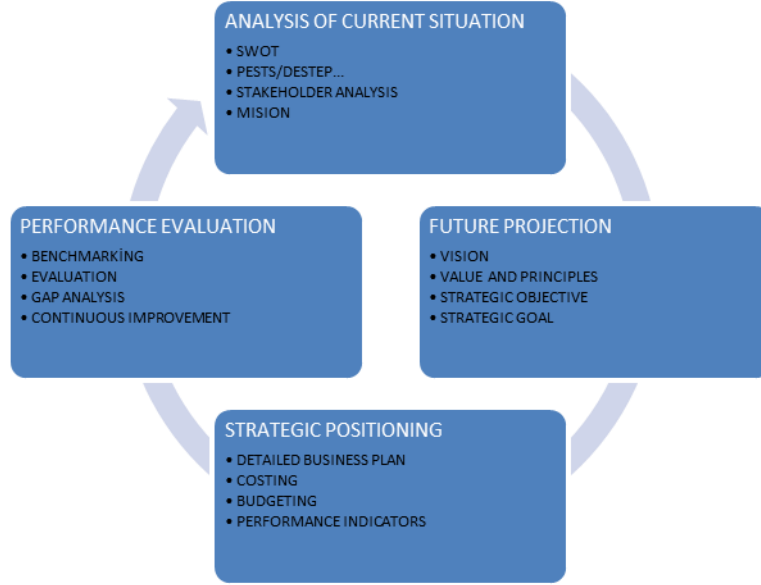 ANALYSIS OF CURRENT SITUATION
• SWOT
• PESTS/DESTEP...
• STAKEHOLDER ANALYSIS
• MISION
PERFORMANCE EVALUATION
• BENCHMARKİNG
• EVALUATION
• GAP ANALYSIS
• CONTINUOUS IMPROVEMENT
FUTURE PROJECTION
• VISION
• VALUE AND PRINCIPLES
• STRATEGIC OBJECTIVE
• STRATEGIC GOAL
STRATEGIC POSITIONING
• DETAILED BUSINESS PLAN
• COSTING
• BUDGETING
• PERFORMANCE INDICATORS